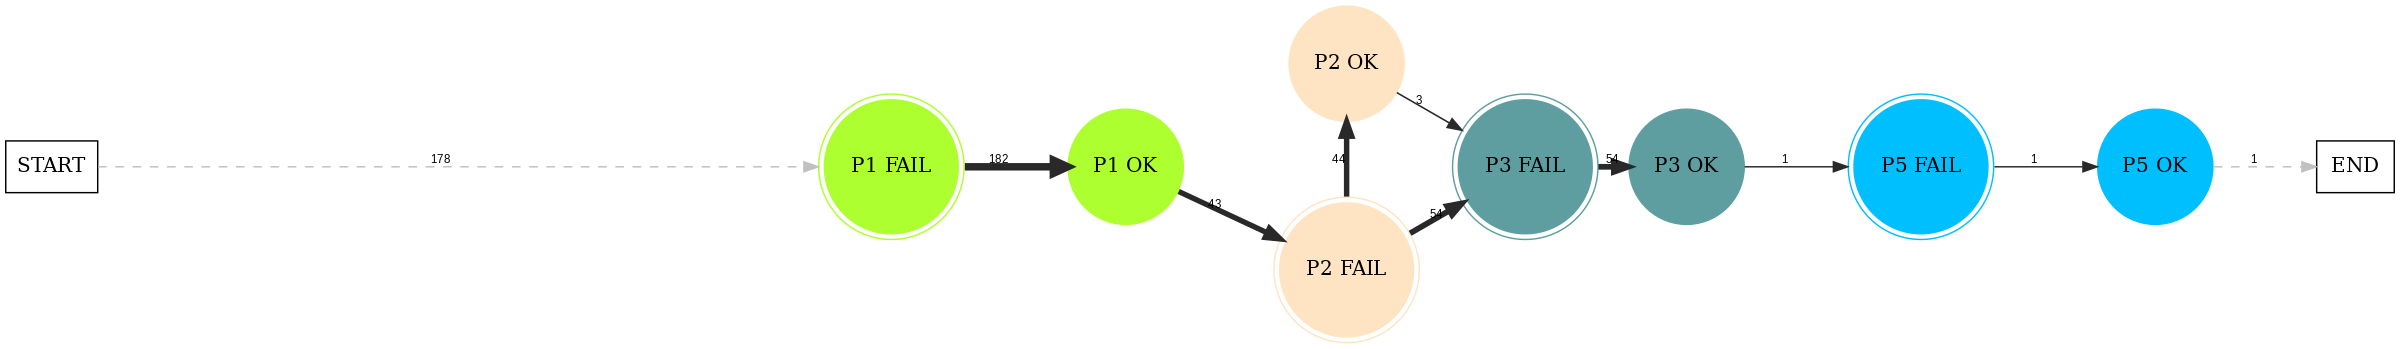 START
178
P1 FAIL
182
P1 OK
43
P2 FAIL
44
P2 OK
3
54
P3 FAIL
54
P3 OK
1
P5 FAIL
1
P5 OK
1
END